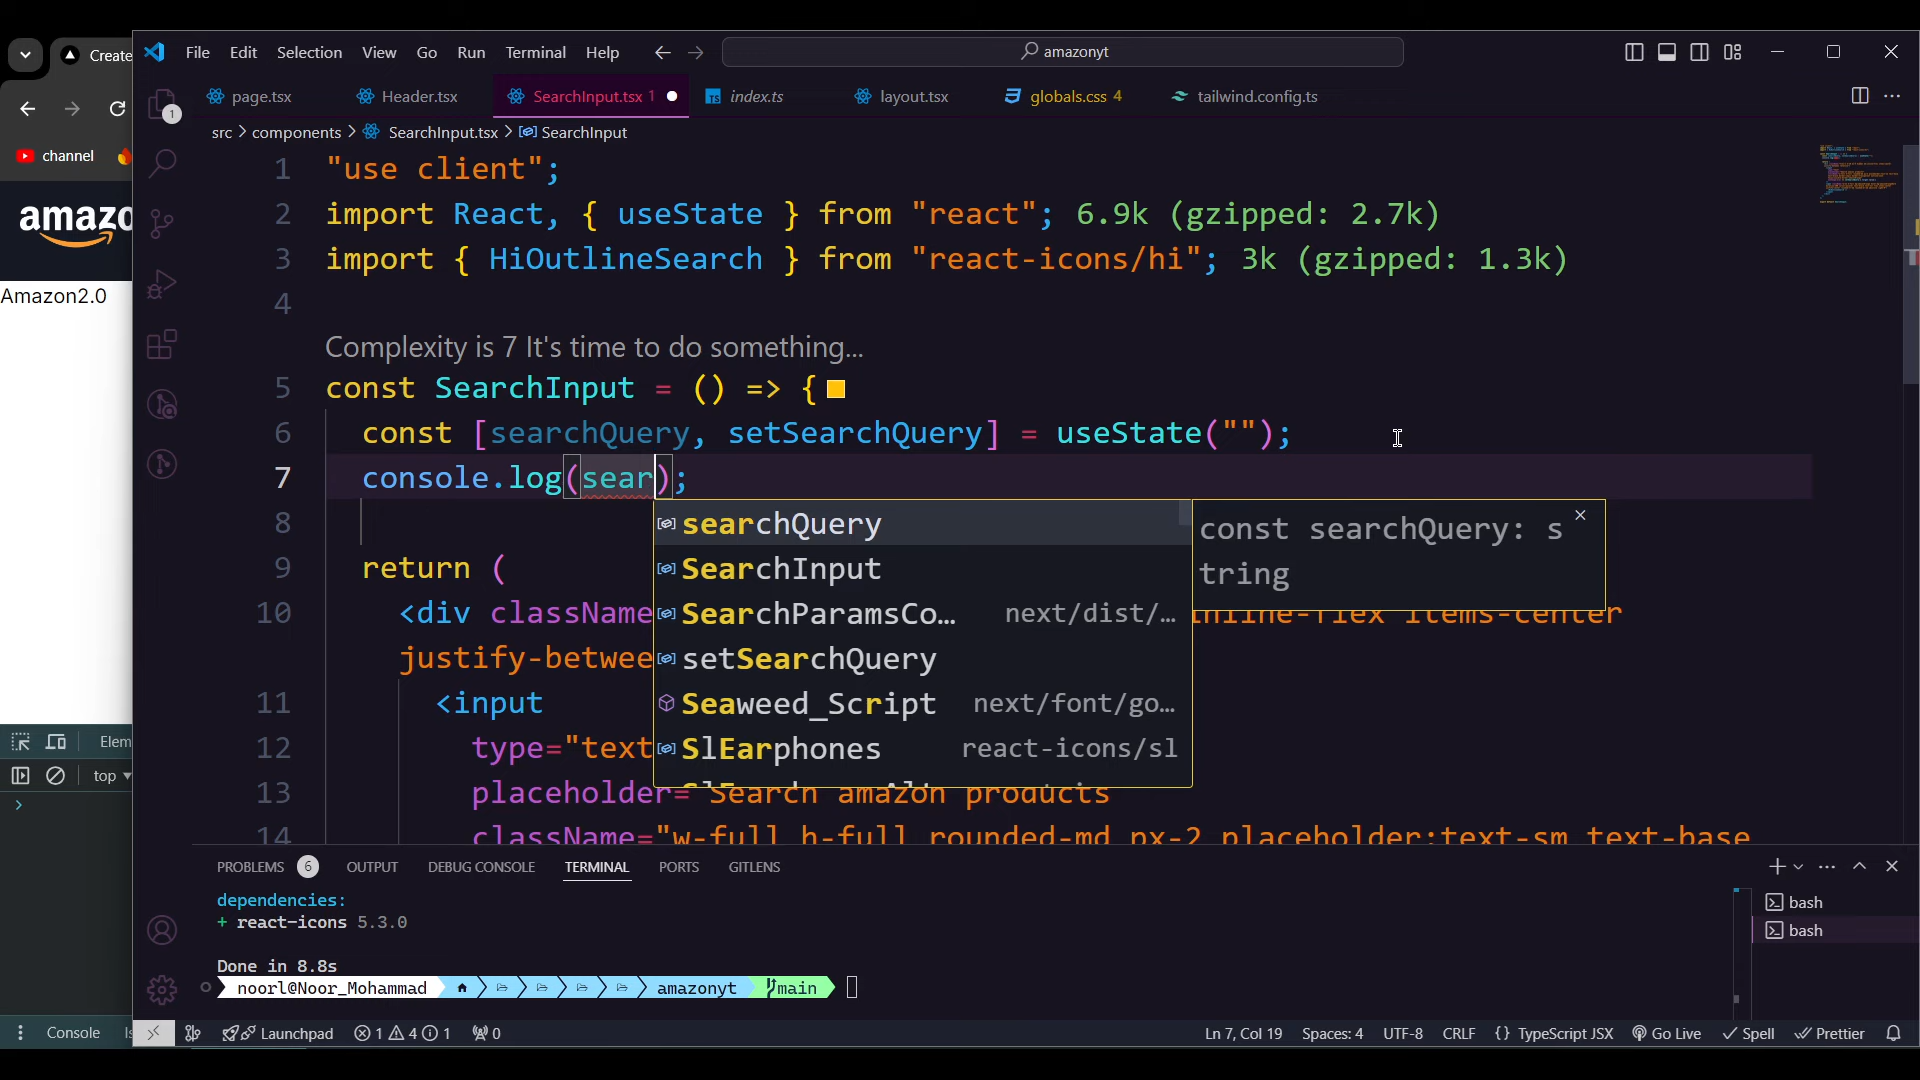 Create
File Edit Selection View Go Run Terminal Help
amazonyt
page.tsx Header.tsx SearchInput.tsx 1 index.ts layout.tsx globals.css 4 tailwind.config.ts
1
src > components > SearchInput.tsx > SearchInput
channel
amazo
Amazon2.0
1 "use client";
2 import React, { useState } from "react"; 6.9k (gzipped: 2.7k)
3 import { HiOutlineSearch } from "react-icons/hi"; 3k (gzipped: 1.3k)
4
Complexity is 7 It's time to do something...
5 const SearchInput = () => {
6 const [searchQuery, setSearchQuery] = useState("");
7 console.log(sear);
8 searchQuery
const searchQuery: s
tring
SearchInput
9 return (
10 <div className SearchParamsCo... next/dist/... inline-flex items-center
justify-betwee setSearchQuery
11 <input Seaweed_Script next/font/go...
12 type="text SlEarphones react-icons/sl
13 placeholder="Search amazon products
14 className="w-full h-full rounded-md px-2 placeholder:text-sm text-base
Elem
top
PROBLEMS 6 OUTPUT DEBUG CONSOLE TERMINAL PORTS GITLENS
dependencies:
+ react-icons 5.3.0
Done in 8.8s
noorl@Noor_Mohammad amazonyt main
bash
bash
Console
Launchpad 1 4 1 0
Ln 7, Col 19 Spaces: 4 UTF-8 CRLF {} TypeScript JSX Go Live Spell Prettier